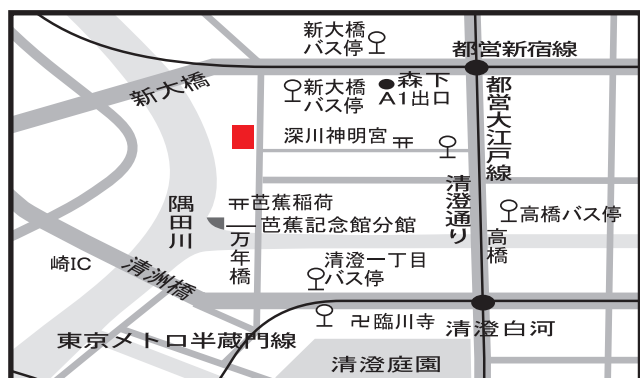 新大橋
バス停
都営新宿線
新大橋
新大橋
バス停
森下
A1出口
都営大江戸線
深川神明宮
清澄通り
芭蕉稲荷
芭蕉記念館分館
隅田川
万年橋
高橋バス停
高橋
崎IC
清洲橋
清澄一丁目
バス停
卍臨川寺
清澄白河
東京メトロ半蔵門線
清澄庭園